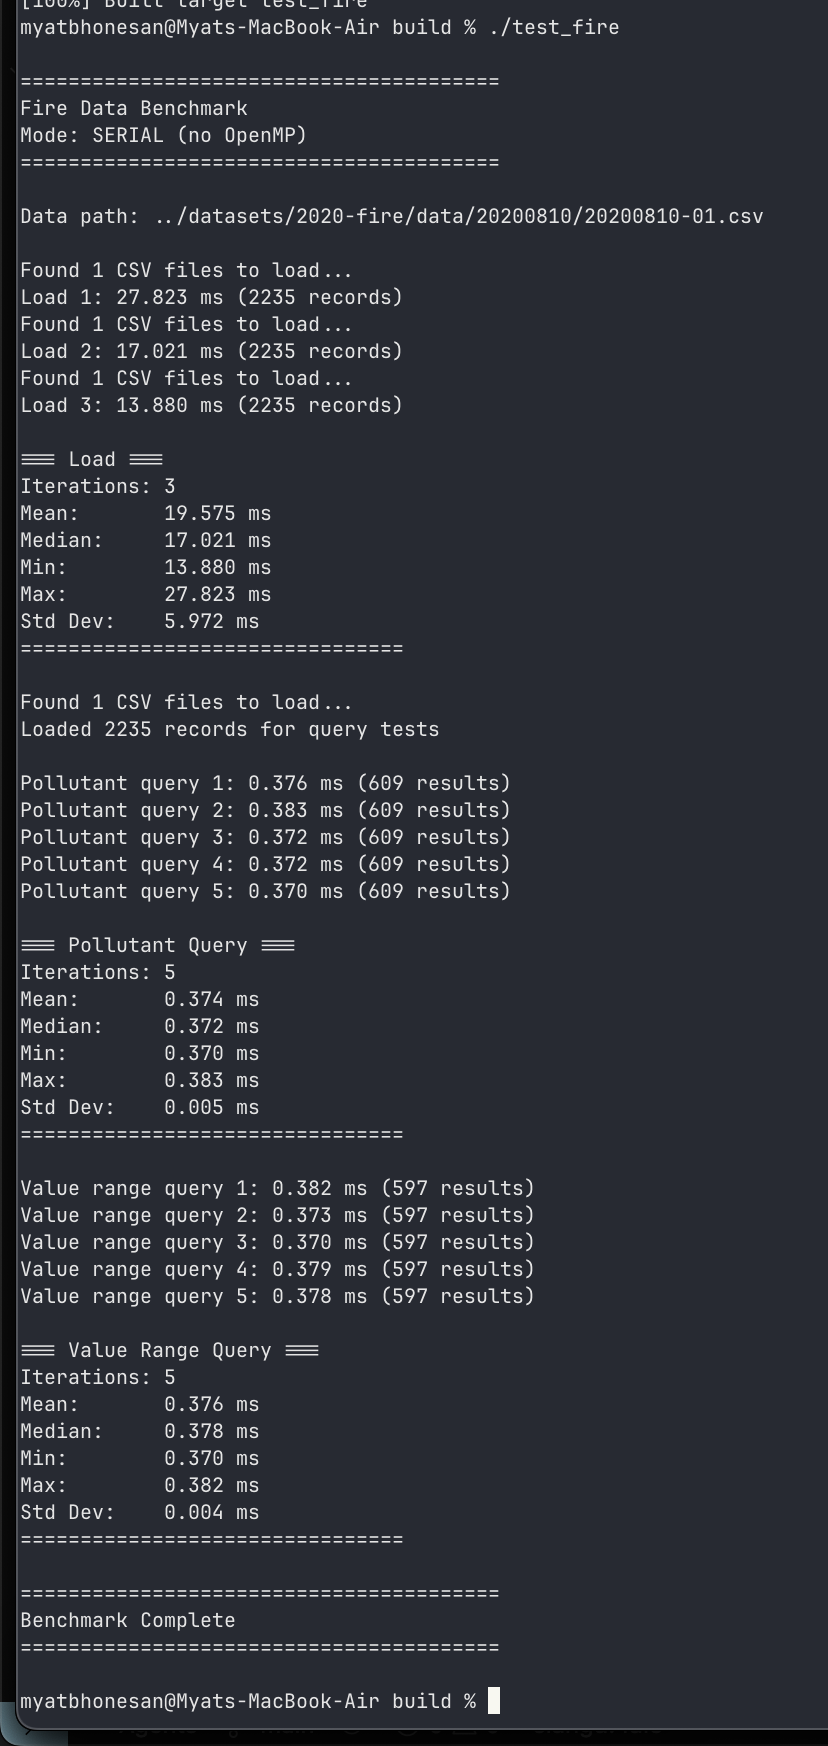 [100%] Built target test_fire
myatbhonesan@Myats-MacBook-Air build % ./test_fire
========================================
Fire Data Benchmark
Mode: SERIAL (no OpenMP)
========================================
Data path: ../datasets/2020-fire/data/20200810/20200810-01.csv
Found 1 CSV files to load...
Load 1: 27.823 ms (2235 records)
Found 1 CSV files to load...
Load 2: 17.021 ms (2235 records)
Found 1 CSV files to load...
Load 3: 13.880 ms (2235 records)
=== Load ===
Iterations: 3
Mean:       19.575 ms
Median:     17.021 ms
Min:        13.880 ms
Max:        27.823 ms
Std Dev:    5.972 ms
================================
Found 1 CSV files to load...
Loaded 2235 records for query tests
Pollutant query 1: 0.376 ms (609 results)
Pollutant query 2: 0.383 ms (609 results)
Pollutant query 3: 0.372 ms (609 results)
Pollutant query 4: 0.372 ms (609 results)
Pollutant query 5: 0.370 ms (609 results)
=== Pollutant Query ===
Iterations: 5
Mean:       0.374 ms
Median:     0.372 ms
Min:        0.370 ms
Max:        0.383 ms
Std Dev:    0.005 ms
================================
Value range query 1: 0.382 ms (597 results)
Value range query 2: 0.373 ms (597 results)
Value range query 3: 0.370 ms (597 results)
Value range query 4: 0.379 ms (597 results)
Value range query 5: 0.378 ms (597 results)
=== Value Range Query ===
Iterations: 5
Mean:       0.376 ms
Median:     0.378 ms
Min:        0.370 ms
Max:        0.382 ms
Std Dev:    0.004 ms
================================
========================================
Benchmark Complete
========================================
myatbhonesan@Myats-MacBook-Air build %